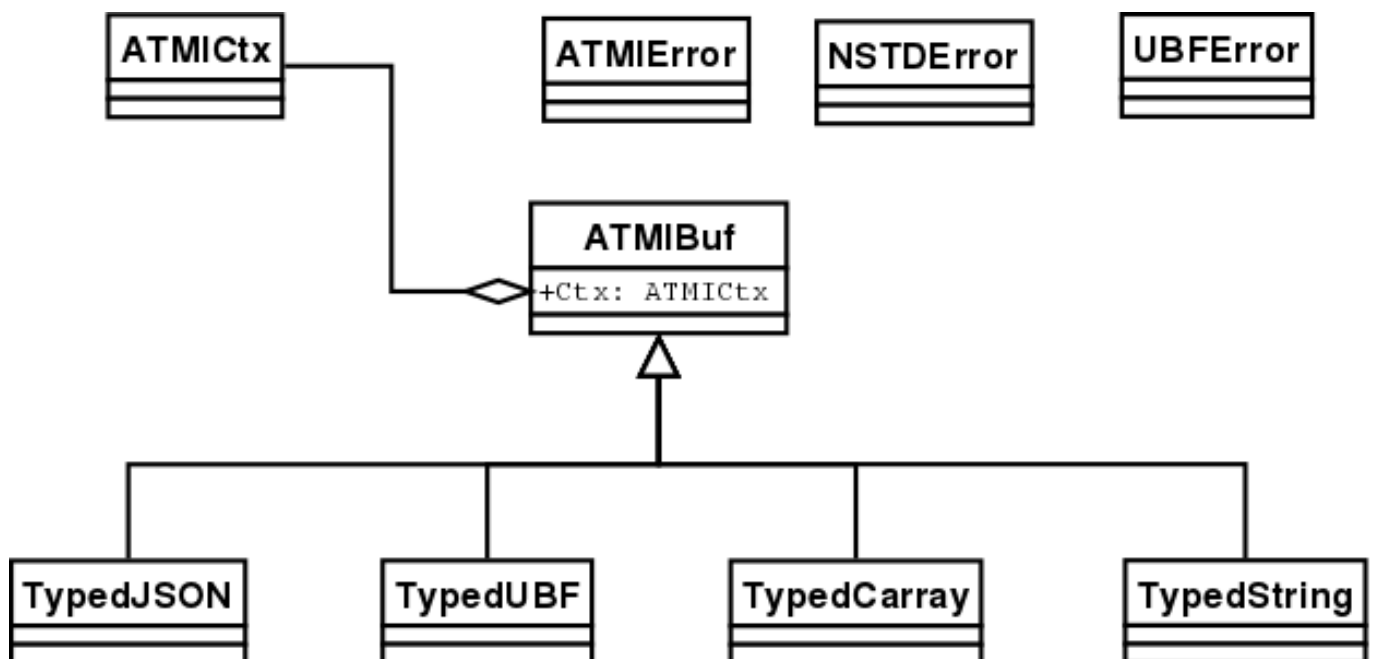 ATMICtx
ATMIError
NSTDError
UBFError
ATMIBuf
+Ctx: ATMICtx
TypedJSON
TypedUBF
TypedCarray
TypedString